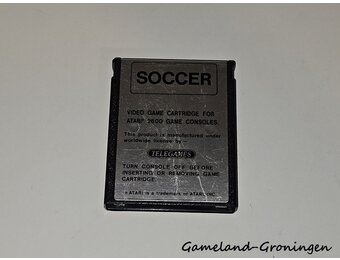 SOCCER
VIDEO GAME CARTRIDGE FOR
ATARI® 2600 GAME CONSOLES.
This product is manufactured under
worldwide license by:-
TELEGAMES
TURN CONSOLE OFF BEFORE
INSERTING OR REMOVING GAME
CARTRIDGE.
® ATARI is a trademark of ATARI, INC.
Gameland-Groningen